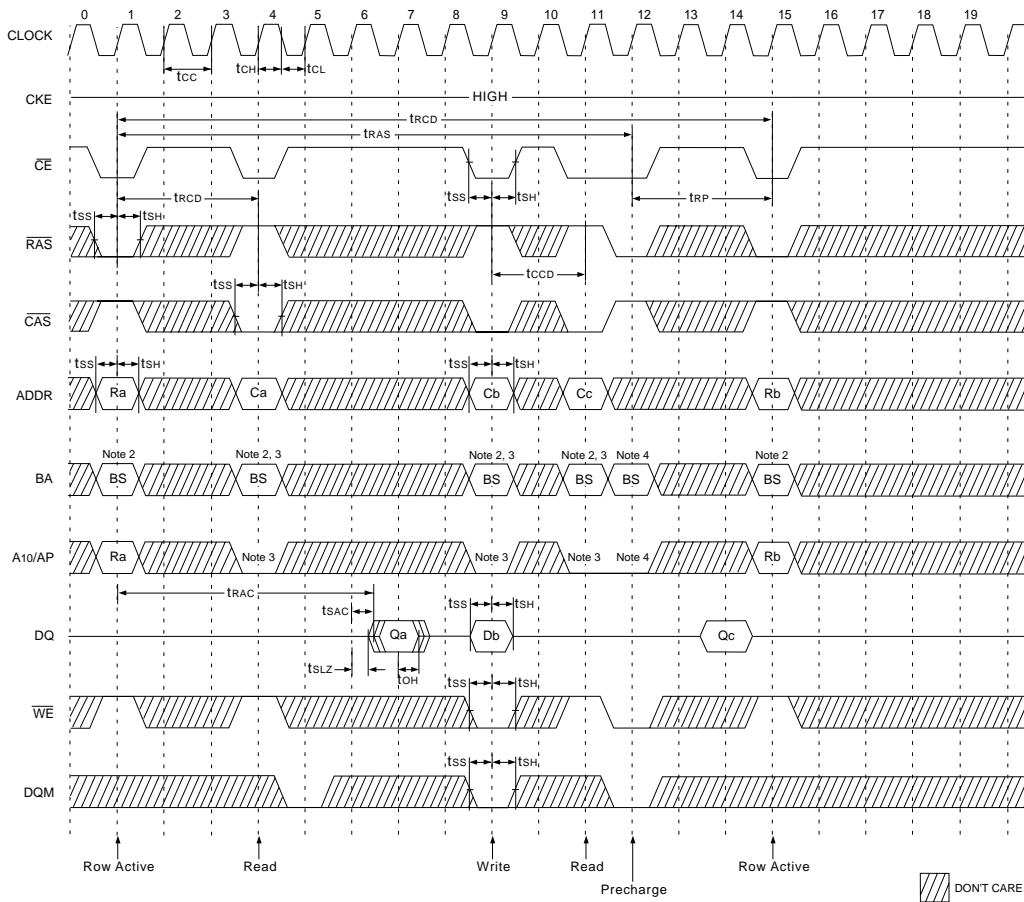 0 1 2 3 4 5 6 7 8 9 10 11 12 13 14 15 16 17 18 19
CLOCK
tCC tCH tCL
CKE
HIGH
tRCD
tRAS
CE
tRCD tSS tSH tRP
tSS tSH
RAS
tCCD
tSS tSH
CAS
tSS tSH tSS tSH
ADDR Ra Ca Cb Cc Rb
Note 2 Note 2, 3 Note 2, 3 Note 2, 3 Note 4 Note 2
BA BS BS BS BS BS BS
A10/AP Ra Note 3 Note 3 Note 3 Note 4 Rb
tRAC
tSAC tSS tSH
DQ Qa Db Qc
tSLZ tOH tSS tSH
WE
tSS tSH
DQM
Row Active Read Write Read Row Active
Precharge
DON'T CARE